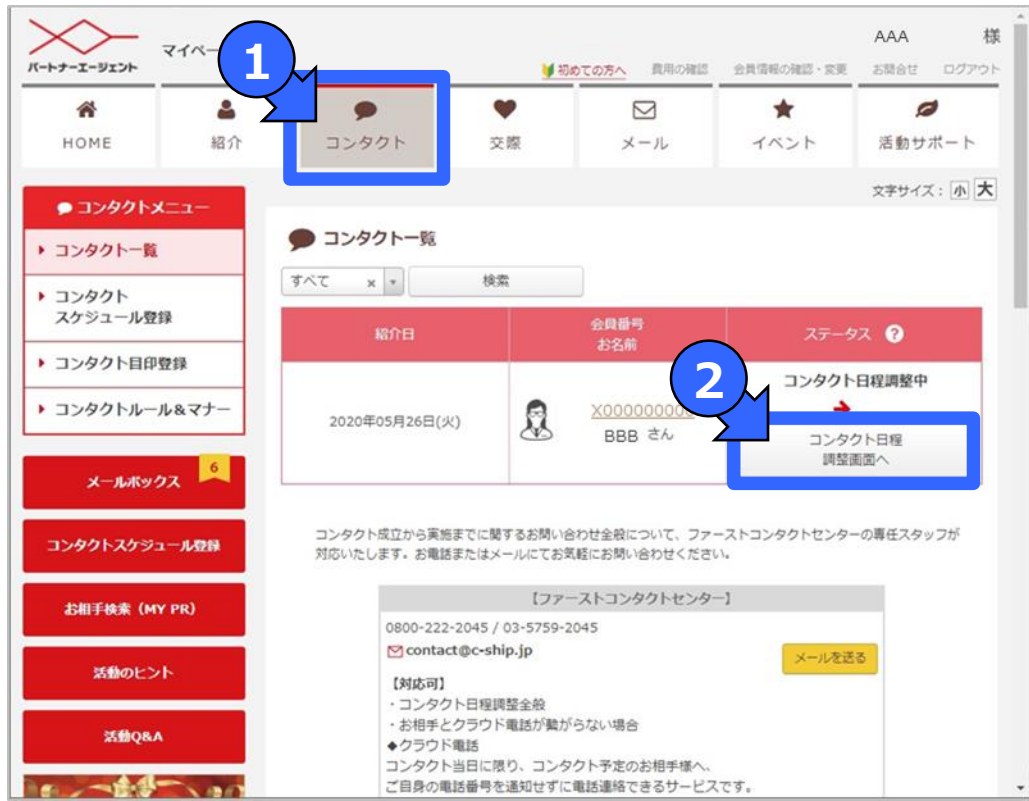 パートナーエージェント
マイペー
AAA 様
初めての方へ 費用の確認 会員情報の確認・変更 お問合せ ログアウト
1
HOME 紹介 コンタクト 交際 メール イベント 活動サポート
文字サイズ： 小 大
コンタクトメニュー
コンタクト一覧
コンタクト
スケジュール登録
コンタクト目印登録
コンタクトルール&マナー
メールボックス 6
コンタクトスケジュール登録
お相手検索（MY PR）
活動のヒント
活動Q&A
コンタクト一覧
すべて x 検索
紹介日 会員番号 ステータス ?
お名前
2
コンタクト日程調整中
2020年05月26日(火) X00000000
BBB さん
コンタクト日程
調整画面へ
コンタクト成立から実施までに関するお問い合わせ全般について、ファーストコンタクトセンターの専任スタッフが
対応いたします。お電話またはメールにてお気軽にお問い合わせください。
【ファーストコンタクトセンター】
0800-222-2045 / 03-5759-2045
contact@c-ship.jp
メールを送る
【対応可】
・コンタクト日程調整全般
・お相手とクラウド電話が繋がらない場合
◆クラウド電話
コンタクト当日に限り、コンタクト予定のお相手様へ、
ご自身の電話番号を通知せずに電話連絡できるサービスです。